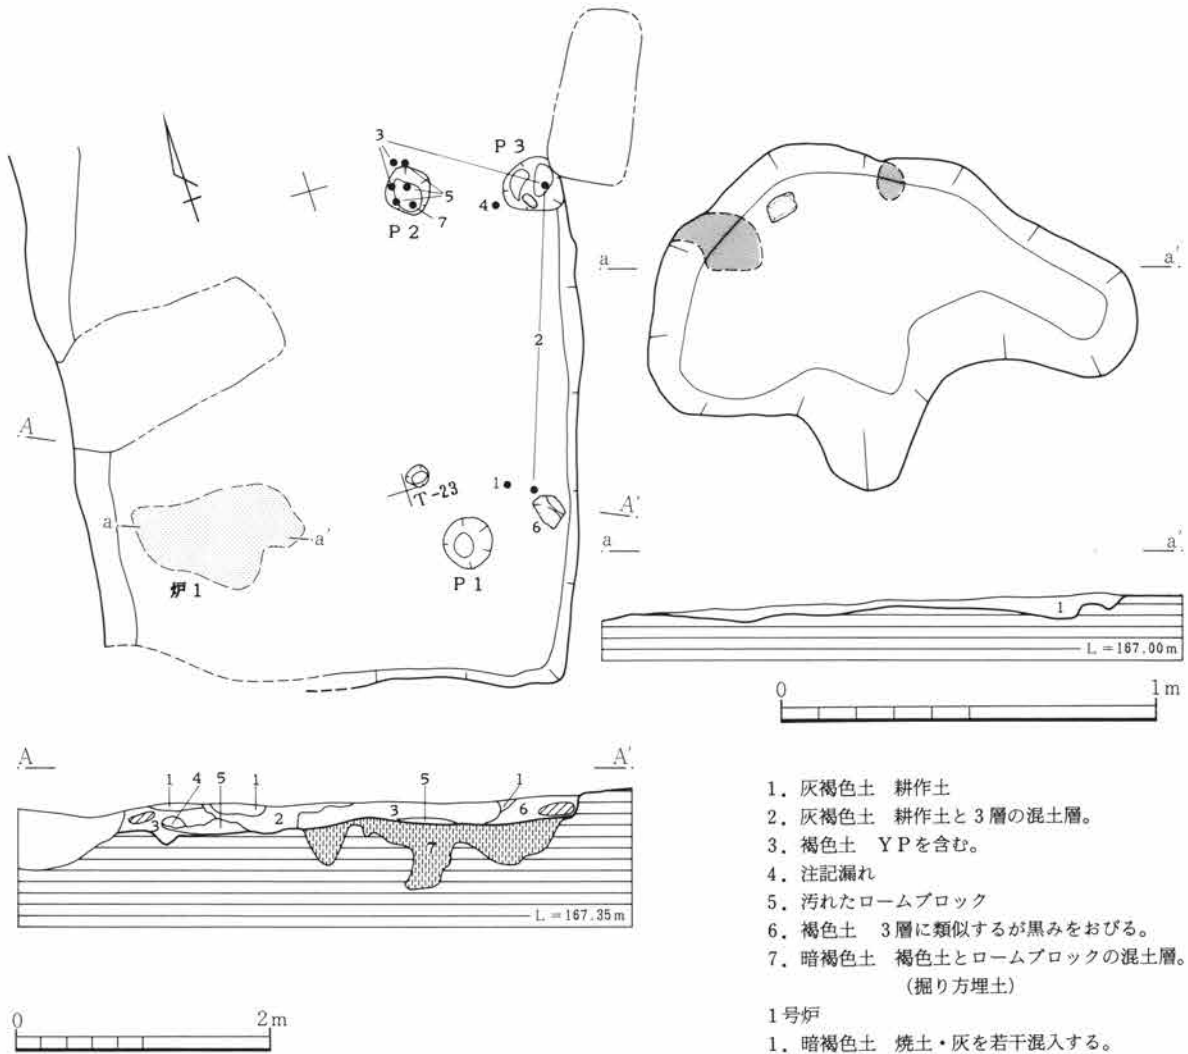 3
P 3
5
4
7
P 2
a
a'
2
A
1
T-23
A'
6
a
a'
a
a'
炉1
P 1
1
L=167.00m
0
1m
A
A'
1
4
5
1
5
1
3
2
3
6
7
L=167.35m
0
2m
1. 灰褐色土 耕作土
2. 灰褐色土 耕作土と3層の混土層。
3. 褐色土 YPを含む。
4. 注記漏れ
5. 汚れたロームブロック
6. 褐色土 3層に類似するが黒みをおびる。
7. 暗褐色土 褐色土とロームブロックの混土層。
(掘り方埋土)
1号炉
1. 暗褐色土 焼土・灰を若干混入する。